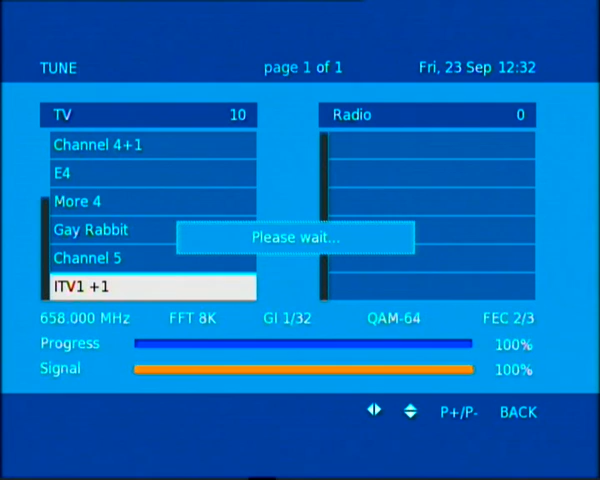 TUNE page 1 of 1 Fri, 23 Sep 12:32
TV 10 Radio 0
Channel 4+1
E4
More 4
Gay Rabbit
Please wait...
Channel 5
ITV1 +1
658.000 MHz FFT 8K GI 1/32 QAM-64 FEC 2/3
Progress 100%
Signal 100%
P+/P- BACK